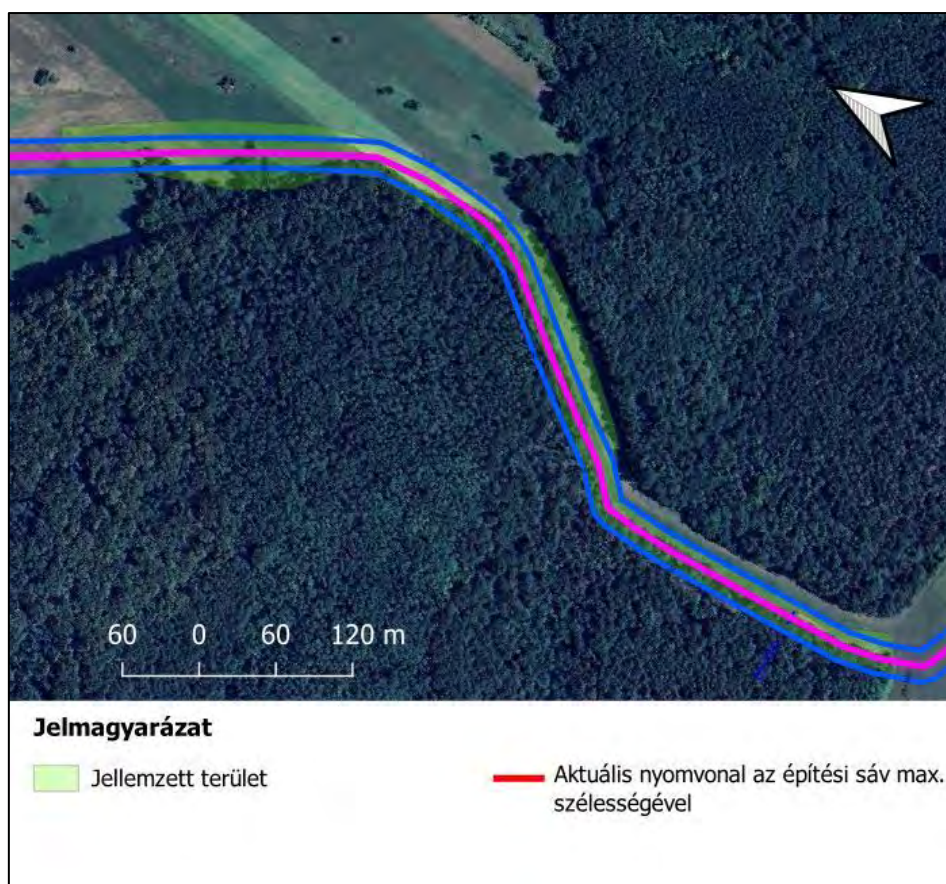 60 0 60 120 m
Jelmagyarázat
Jellemzett terület
Aktuális nyomvonal az építési sáv max.
szélességével